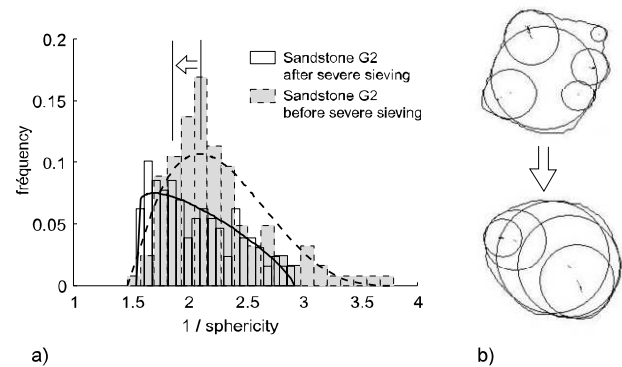 0.2
0.15
0.1
0.05
0
fréquency
Sandstone G2
after severe sieving
Sandstone G2
before severe sieving
1 1.5 2 2.5 3 3.5 4
1 / sphericity
a)
b)